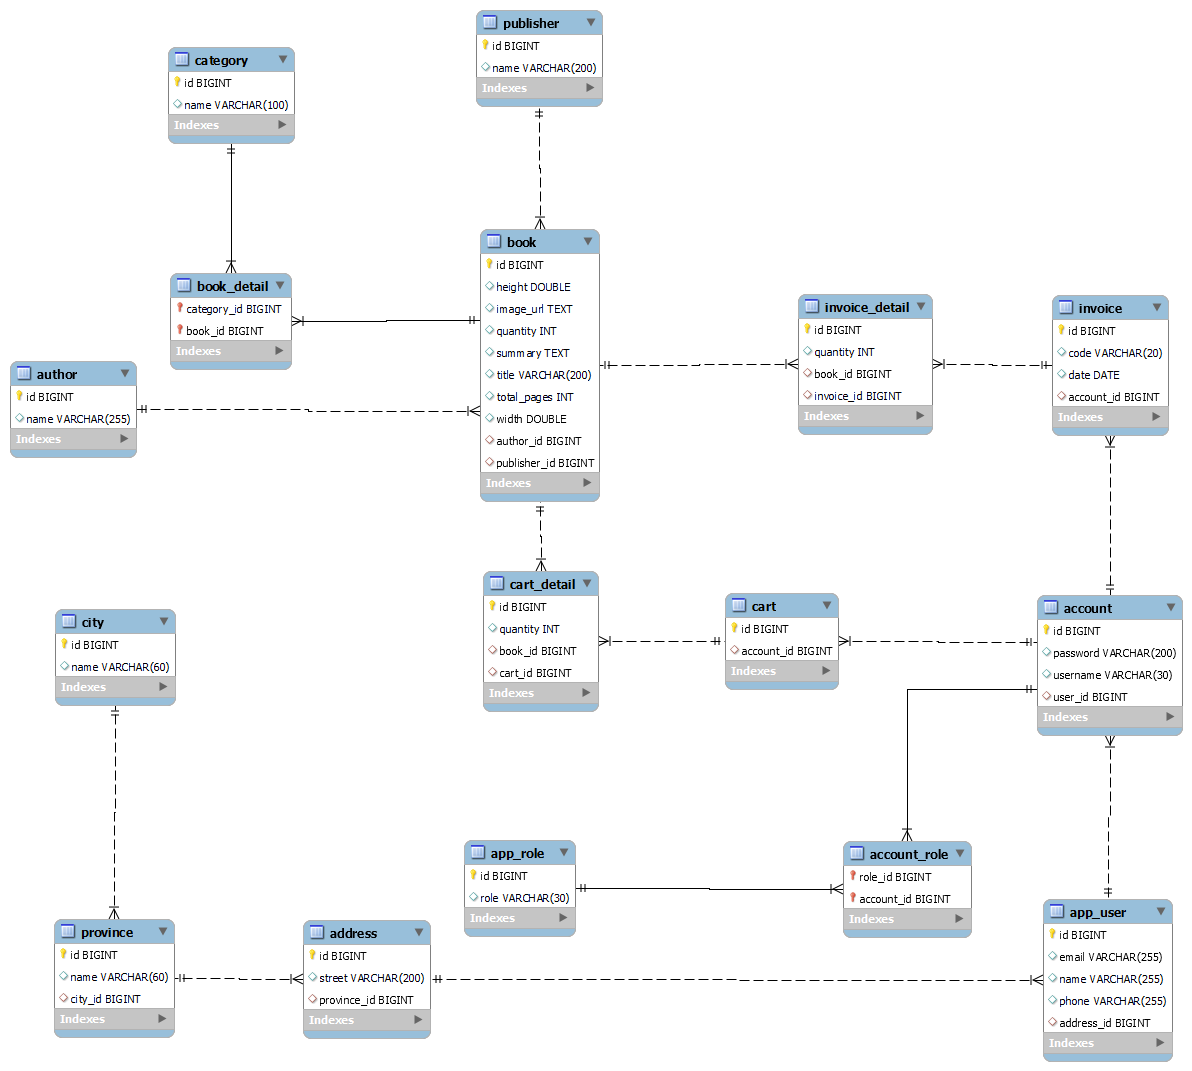 publisher
id BIGINT
name VARCHAR(200)
Indexes
category
id BIGINT
name VARCHAR(100)
Indexes
book
id BIGINT
height DOUBLE
image_url TEXT
quantity INT
summary TEXT
title VARCHAR(200)
total_pages INT
width DOUBLE
author_id BIGINT
publisher_id BIGINT
Indexes
book_detail
category_id BIGINT
book_id BIGINT
Indexes
invoice_detail
id BIGINT
quantity INT
book_id BIGINT
invoice_id BIGINT
Indexes
invoice
id BIGINT
code VARCHAR(20)
date DATE
account_id BIGINT
Indexes
author
id BIGINT
name VARCHAR(255)
Indexes
cart_detail
id BIGINT
quantity INT
book_id BIGINT
cart_id BIGINT
Indexes
cart
id BIGINT
account_id BIGINT
Indexes
account
id BIGINT
password VARCHAR(200)
username VARCHAR(30)
user_id BIGINT
Indexes
city
id BIGINT
name VARCHAR(60)
Indexes
app_role
id BIGINT
role VARCHAR(30)
Indexes
account_role
role_id BIGINT
account_id BIGINT
Indexes
app_user
id BIGINT
email VARCHAR(255)
name VARCHAR(255)
phone VARCHAR(255)
address_id BIGINT
Indexes
province
id BIGINT
name VARCHAR(60)
city_id BIGINT
Indexes
address
id BIGINT
street VARCHAR(200)
province_id BIGINT
Indexes